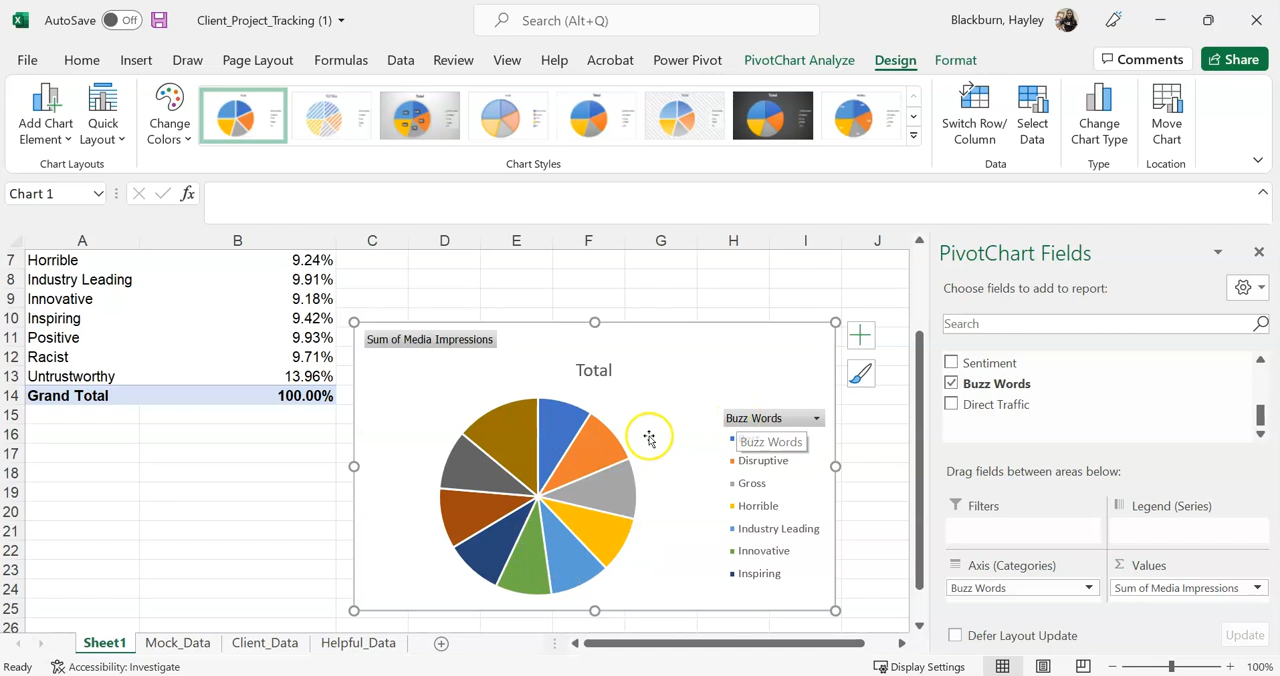 AutoSave Off Client_Project_Tracking (1) Search (Alt+Q) Blackburn, Hayley
File Home Insert Draw Page Layout Formulas Data Review View Help Acrobat Power Pivot PivotChart Analyze Design Format Comments Share
Add Chart Element
Quick Layout
Change Colors
Switch Row/ Column
Select Data
Change Chart Type
Move Chart
Chart Layouts Chart Styles Data Type Location
Chart 1 fx
A B C D E F G H I J
7 Horrible 9.24%
8 Industry Leading 9.91%
9 Innovative 9.18%
10 Inspiring 9.42%
11 Positive 9.93%
12 Racist 9.71%
13 Untrustworthy 13.96%
14 Grand Total 100.00%
15
16
17
18
19
20
21
22
23
24
25
26
Sum of Media Impressions
Total
Buzz Words
Buzz Words
Disruptive
Gross
Horrible
Industry Leading
Innovative
Inspiring
PivotChart Fields
Choose fields to add to report:
Search
Sentiment
Buzz Words
Direct Traffic
Drag fields between areas below:
Filters Legend (Series)
Axis (Categories) Σ Values
Buzz Words Sum of Media Impressions
Defer Layout Update Update
Sheet1 Mock_Data Client_Data Helpful_Data
Ready Accessibility: Investigate Display Settings 100%